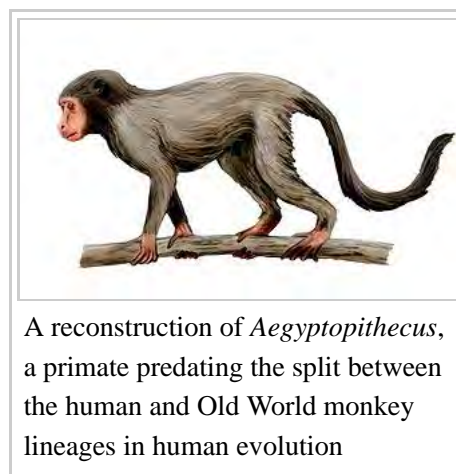 A reconstruction of Aegyptopithecus,
a primate predating the split between
the human and Old World monkey
lineages in human evolution